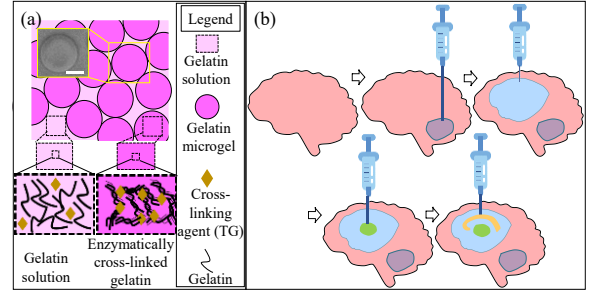 (a)
Legend
Gelatin
solution
Gelatin
microgel
Cross-
linking
agent (TG)
Gelatin
Gelatin
solution
Enzymatically
cross-linked
gelatin
(b)